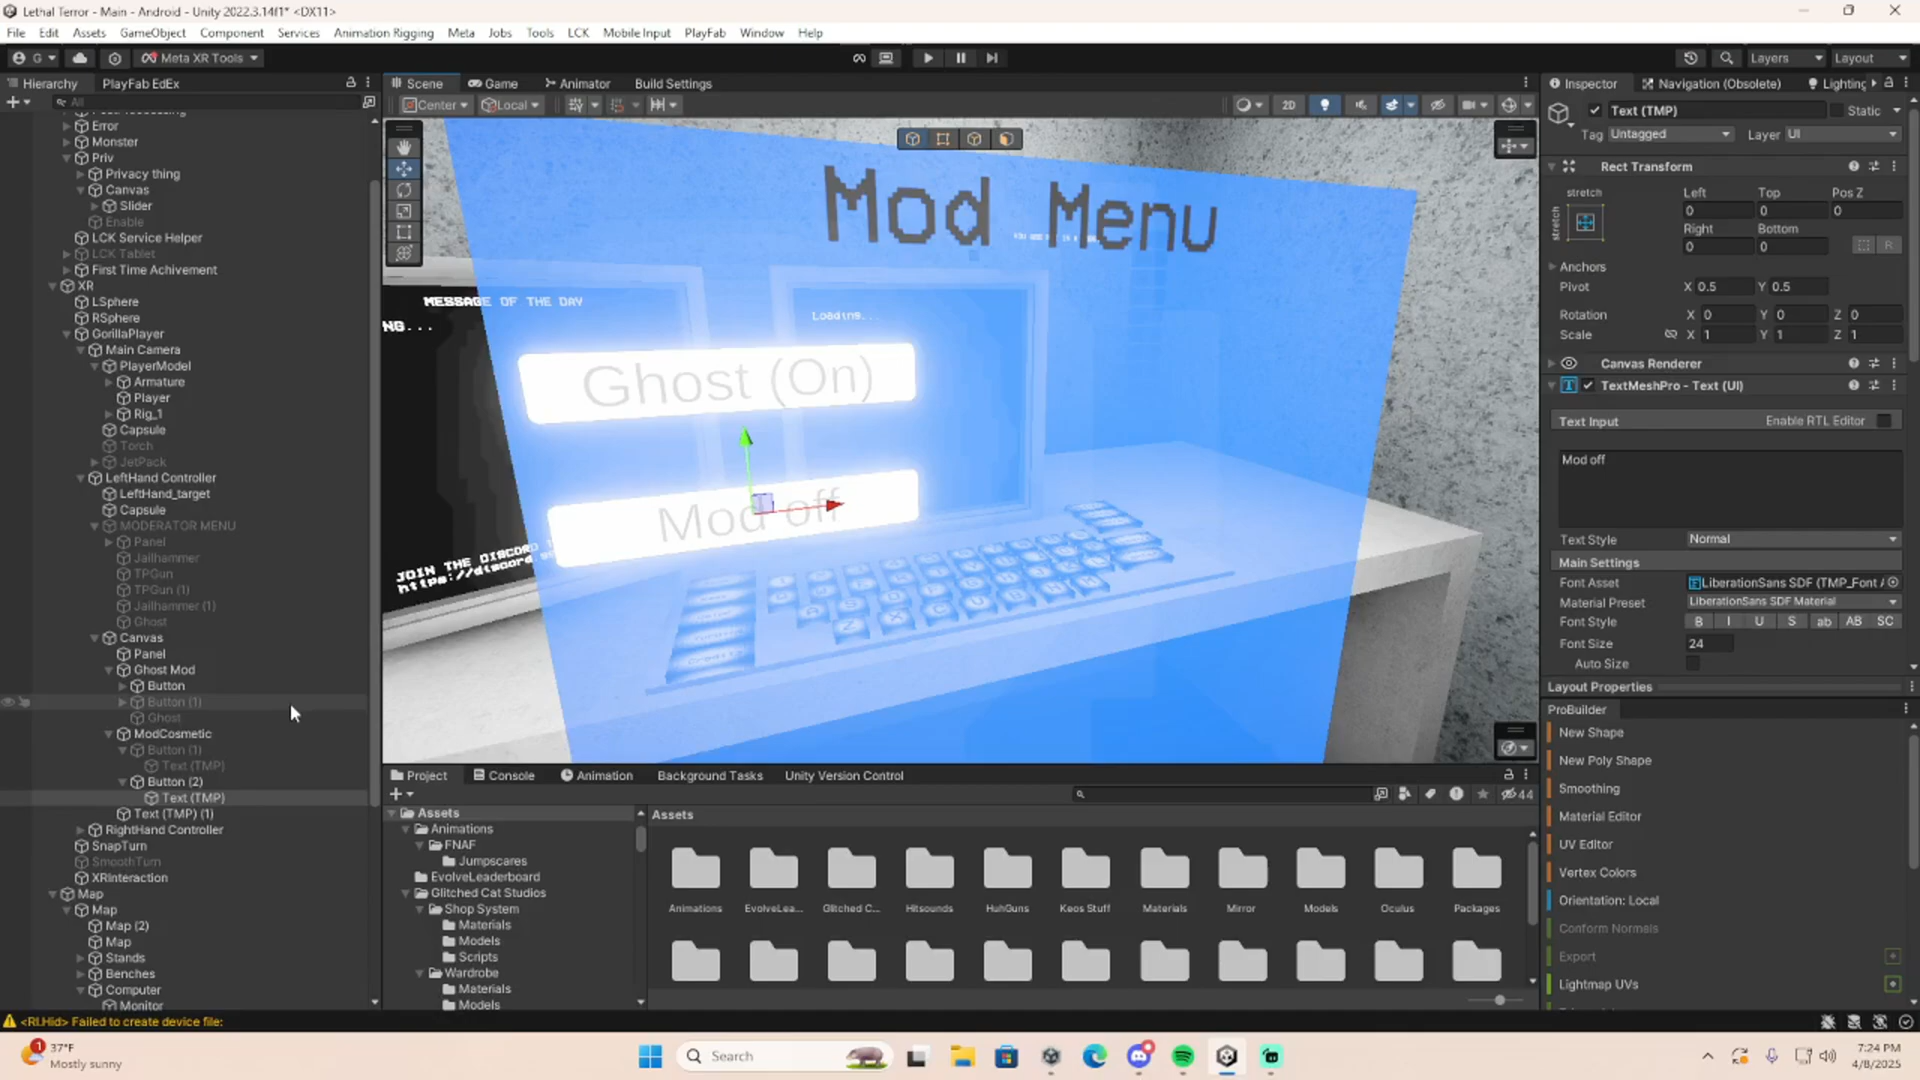 Lethal Terror - Main - Android - Unity 2022.3.14f1* <DX11>
File Edit Assets GameObject Component Services Animation Rigging Meta Jobs Tools LCK Mobile Input PlayFab Window Help
G Meta XR Tools Layers Layout
Hierarchy PlayFab EdEx
All
Error
Monster
Priv
Privacy thing
Canvas
Slider
Enable
LCK Service Helper
LCK Tablet
First Time Achivement
XR
LSphere
RSphere
GorillaPlayer
Main Camera
PlayerModel
Armature
Player
Rig_1
Capsule
Torch
JetPack
LeftHand Controller
LeftHand_target
Capsule
MODERATOR MENU
Panel
Jailhammer
TPGun
TPGun (1)
Jailhammer (1)
Ghost
Canvas
Panel
Ghost Mod
Button
Button (1)
Ghost
ModCosmetic
Button (1)
Text (TMP)
Button (2)
Text (TMP)
Text (TMP) (1)
RightHand Controller
SnapTurn
SmoothTurn
XRInteraction
Map
Map
Map (2)
Map
Stands
Benches
Computer
Monitor
Scene Game Animator Build Settings
Center Local 2D
Mod Menu
MESSAGE OF THE DAY
NG...
Loading...
Ghost (On)
Mod off
JOIN THE DISCORD
Project Console Animation Background Tasks Unity Version Control
44
Assets
Animations
FNAF
Jumpscares
EvolveLeaderboard
Glitched Cat Studios
Shop System
Materials
Models
Scripts
Wardrobe
Materials
Models
Assets
Animations EvolveLea... Glitched C... Hitsounds HuhGuns Keos Stuff Materials Mirror Models Oculus Packages
Inspector Navigation (Obsolete) Lighting
Text (TMP) Static
Tag Untagged Layer UI
Rect Transform
stretch Left Top Pos Z
stretch 0 0 0
Right Bottom
0 0 R
Anchors
Pivot X 0.5 Y 0.5
Rotation X 0 Y 0 Z 0
Scale X 1 Y 1 Z 1
Canvas Renderer
TextMeshPro - Text (UI)
Text Input Enable RTL Editor
Mod off
Text Style Normal
Main Settings
Font Asset LiberationSans SDF (TMP_Font A
Material Preset LiberationSans SDF Material
Font Style B I U S ab AB SC
Font Size 24
Auto Size
Layout Properties
ProBuilder
New Shape
New Poly Shape
Smoothing
Material Editor
UV Editor
Vertex Colors
Orientation: Local
Conform Normals
Export
Lightmap UVs
<RI.Hid> Failed to create device file:
1
37°F
Mostly sunny
Search
7:24 PM
4/8/2025